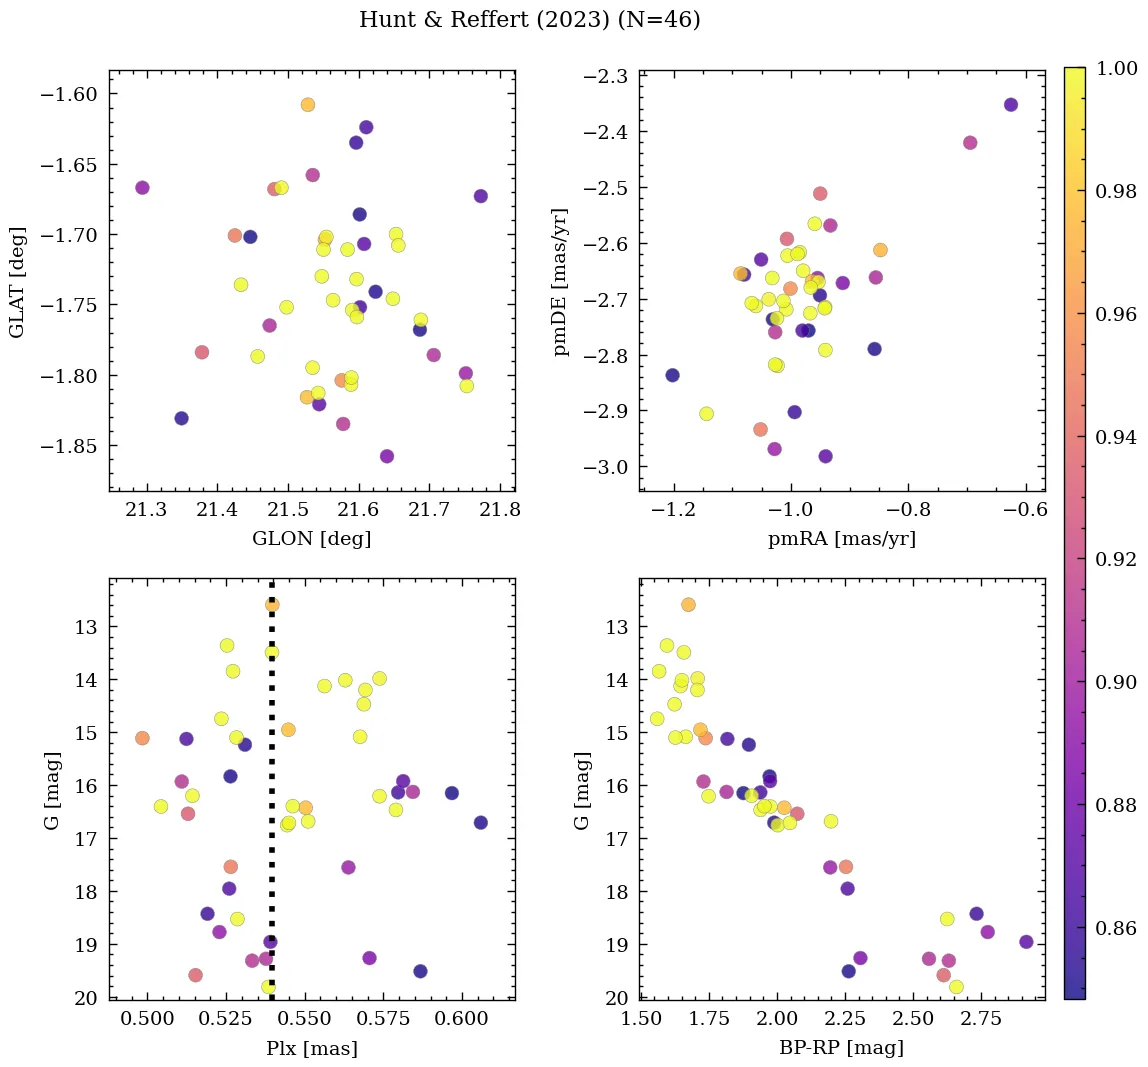 Hunt & Reffert (2023) (N=46)
−1.60
−1.65
−1.70
−1.75
−1.80
−1.85
GLAT [deg]
21.3 21.4 21.5 21.6 21.7 21.8
GLON [deg]
−2.3
−2.4
−2.5
−2.6
−2.7
−2.8
−2.9
−3.0
pmDE [mas/yr]
−1.2 −1.0 −0.8 −0.6
pmRA [mas/yr]
13
14
15
16
17
18
19
20
G [mag]
0.500 0.525 0.550 0.575 0.600
Plx [mas]
13
14
15
16
17
18
19
20
G [mag]
1.50 1.75 2.00 2.25 2.50 2.75
BP-RP [mag]
1.00
0.98
0.96
0.94
0.92
0.90
0.88
0.86